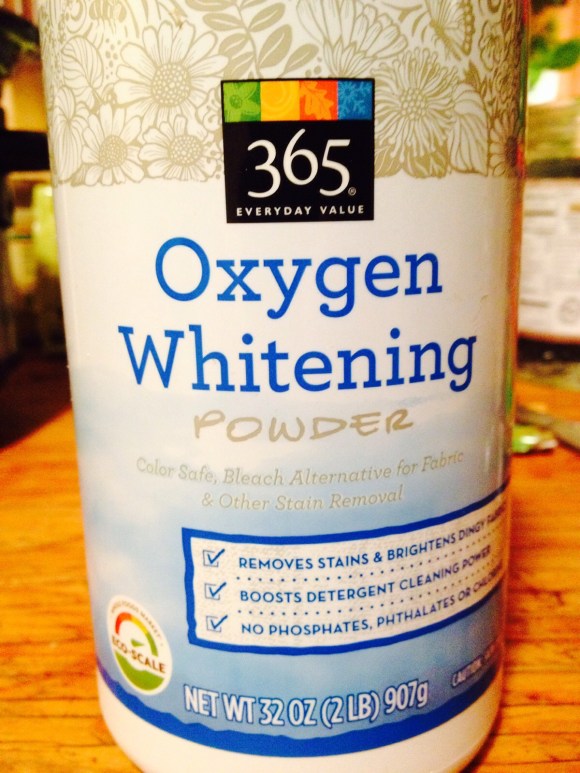 365®
EVERYDAY VALUE
Oxygen
Whitening
POWDER
Color Safe, Bleach Alternative for Fabric
& Other Stain Removal
REMOVES STAINS & BRIGHTENS DINGY
BOOSTS DETERGENT CLEANING POWER
NO PHOSPHATES, PHTHALATES OR
ECO-SCALE
NET WT 32 OZ (2 LB) 907g
CAUTION: